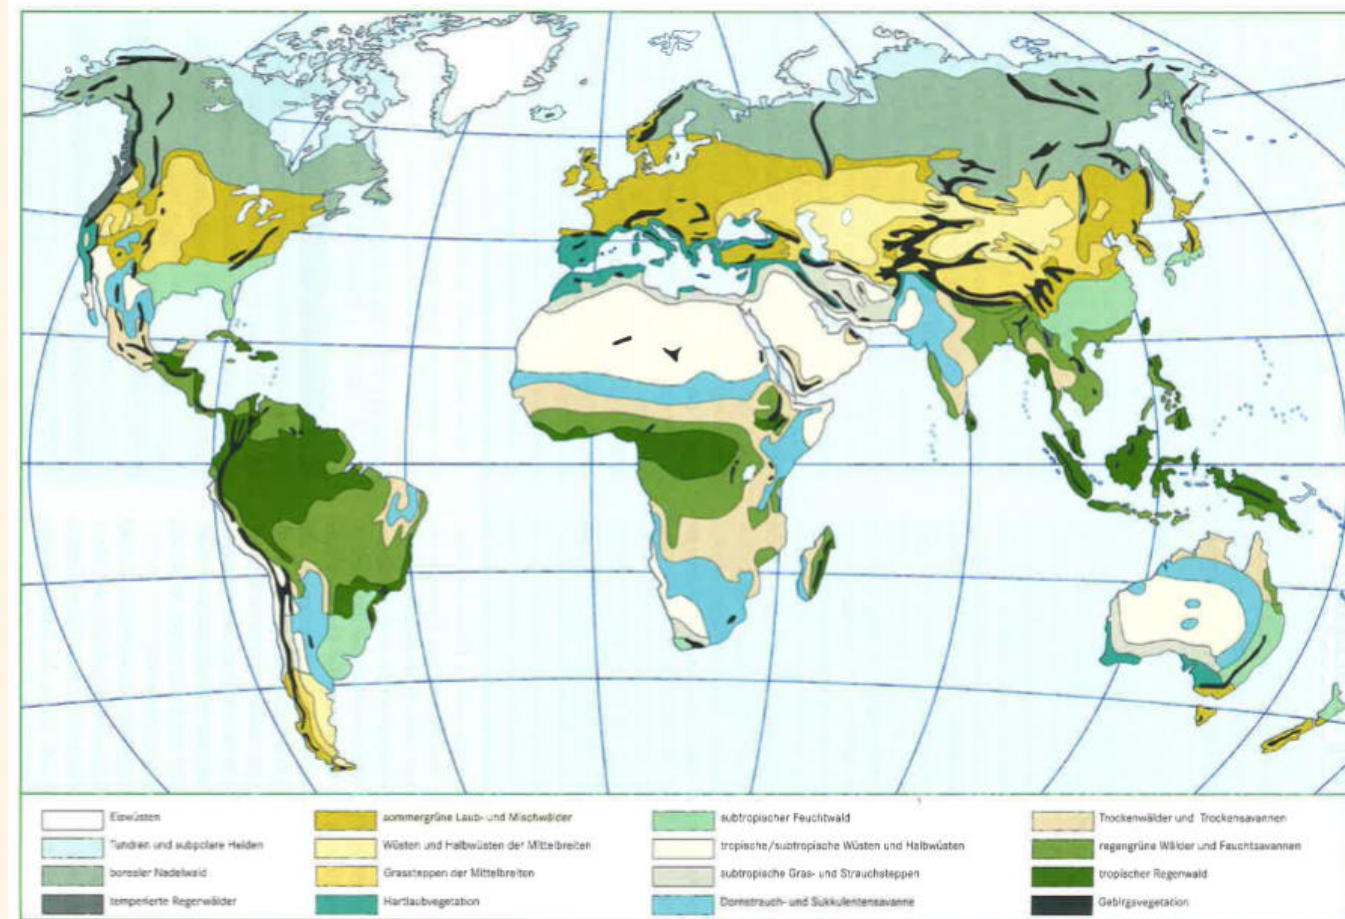 Eiswüsten
Tundren und subpolare Heiden
borealer Nadelwald
temperierte Regenwälder
sommergrüne Laub- und Mischwälder
Wüsten und Halbwüsten der Mittelbreiten
Grassteppen der Mittelbreiten
Hartlaubvegetation
subtropischer Feuchtwald
tropische/subtropische Wüsten und Halbwüsten
subtropische Gras- und Strauchsteppen
Dornstrauch- und Sukkulentensavanne
Trockenwälder und Trockensavannen
regengrüne Wälder und Feuchtsavannen
tropischer Regenwald
Gebirgsvegetation